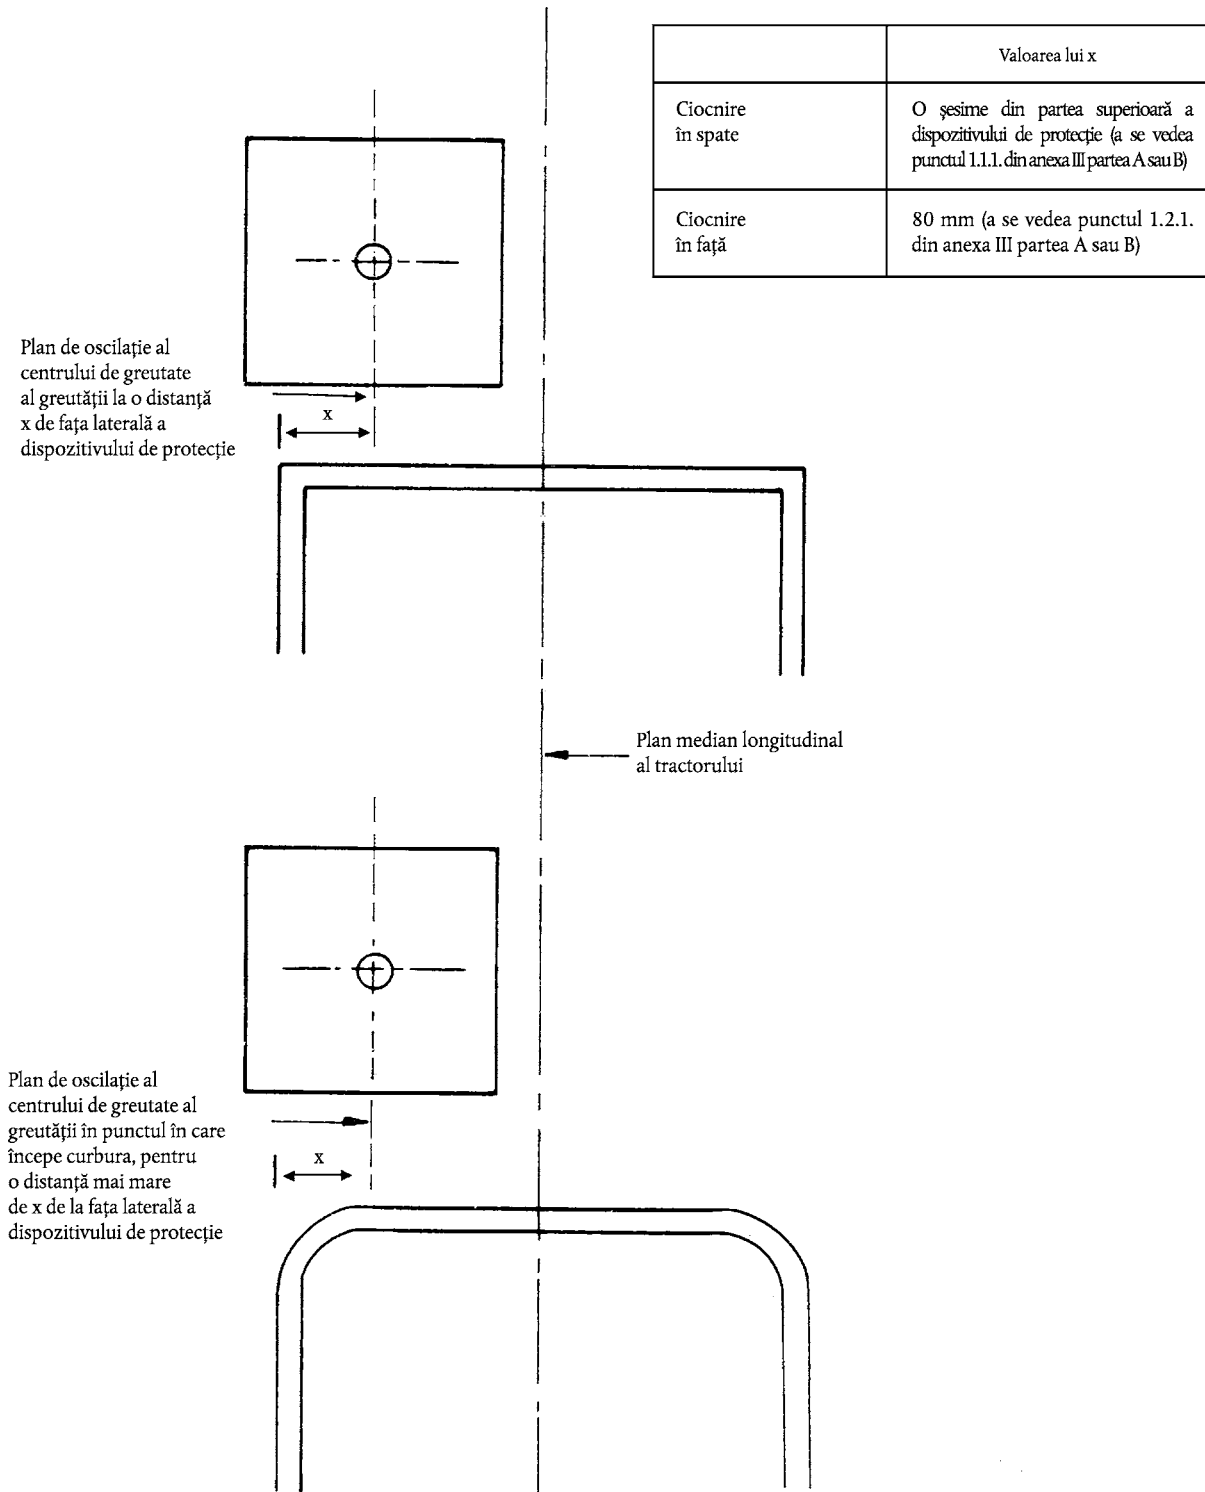 Valoarea lui x
Ciocnire
în spate
O șesime din partea superioară a
dispozitivului de protecție (a se vedea
punctul 1.1.1. din anexa III partea A sau B)
Ciocnire
în față
80 mm (a se vedea punctul 1.2.1.
din anexa III partea A sau B)
Plan de oscilație al
centrului de greutate
al greutății la o distanță
x de fața laterală a
dispozitivului de protecție
x
Plan median longitudinal
al tractorului
Plan de oscilație al
centrului de greutate al
greutății în punctul în care
începe curbura, pentru
o distanță mai mare
de x de la fața laterală a
dispozitivului de protecție
x